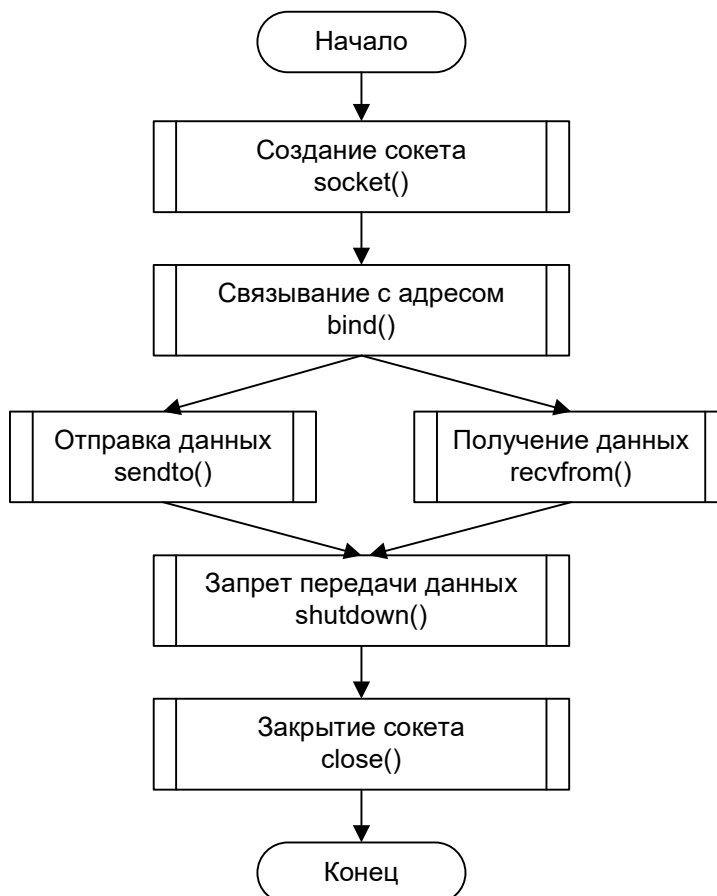 Начало
Создание сокета
socket()
Связывание с адресом
bind()
Отправка данных
sendto()
Получение данных
recvfrom()
Запрет передачи данных
shutdown()
Закрытие сокета
close()
Конец